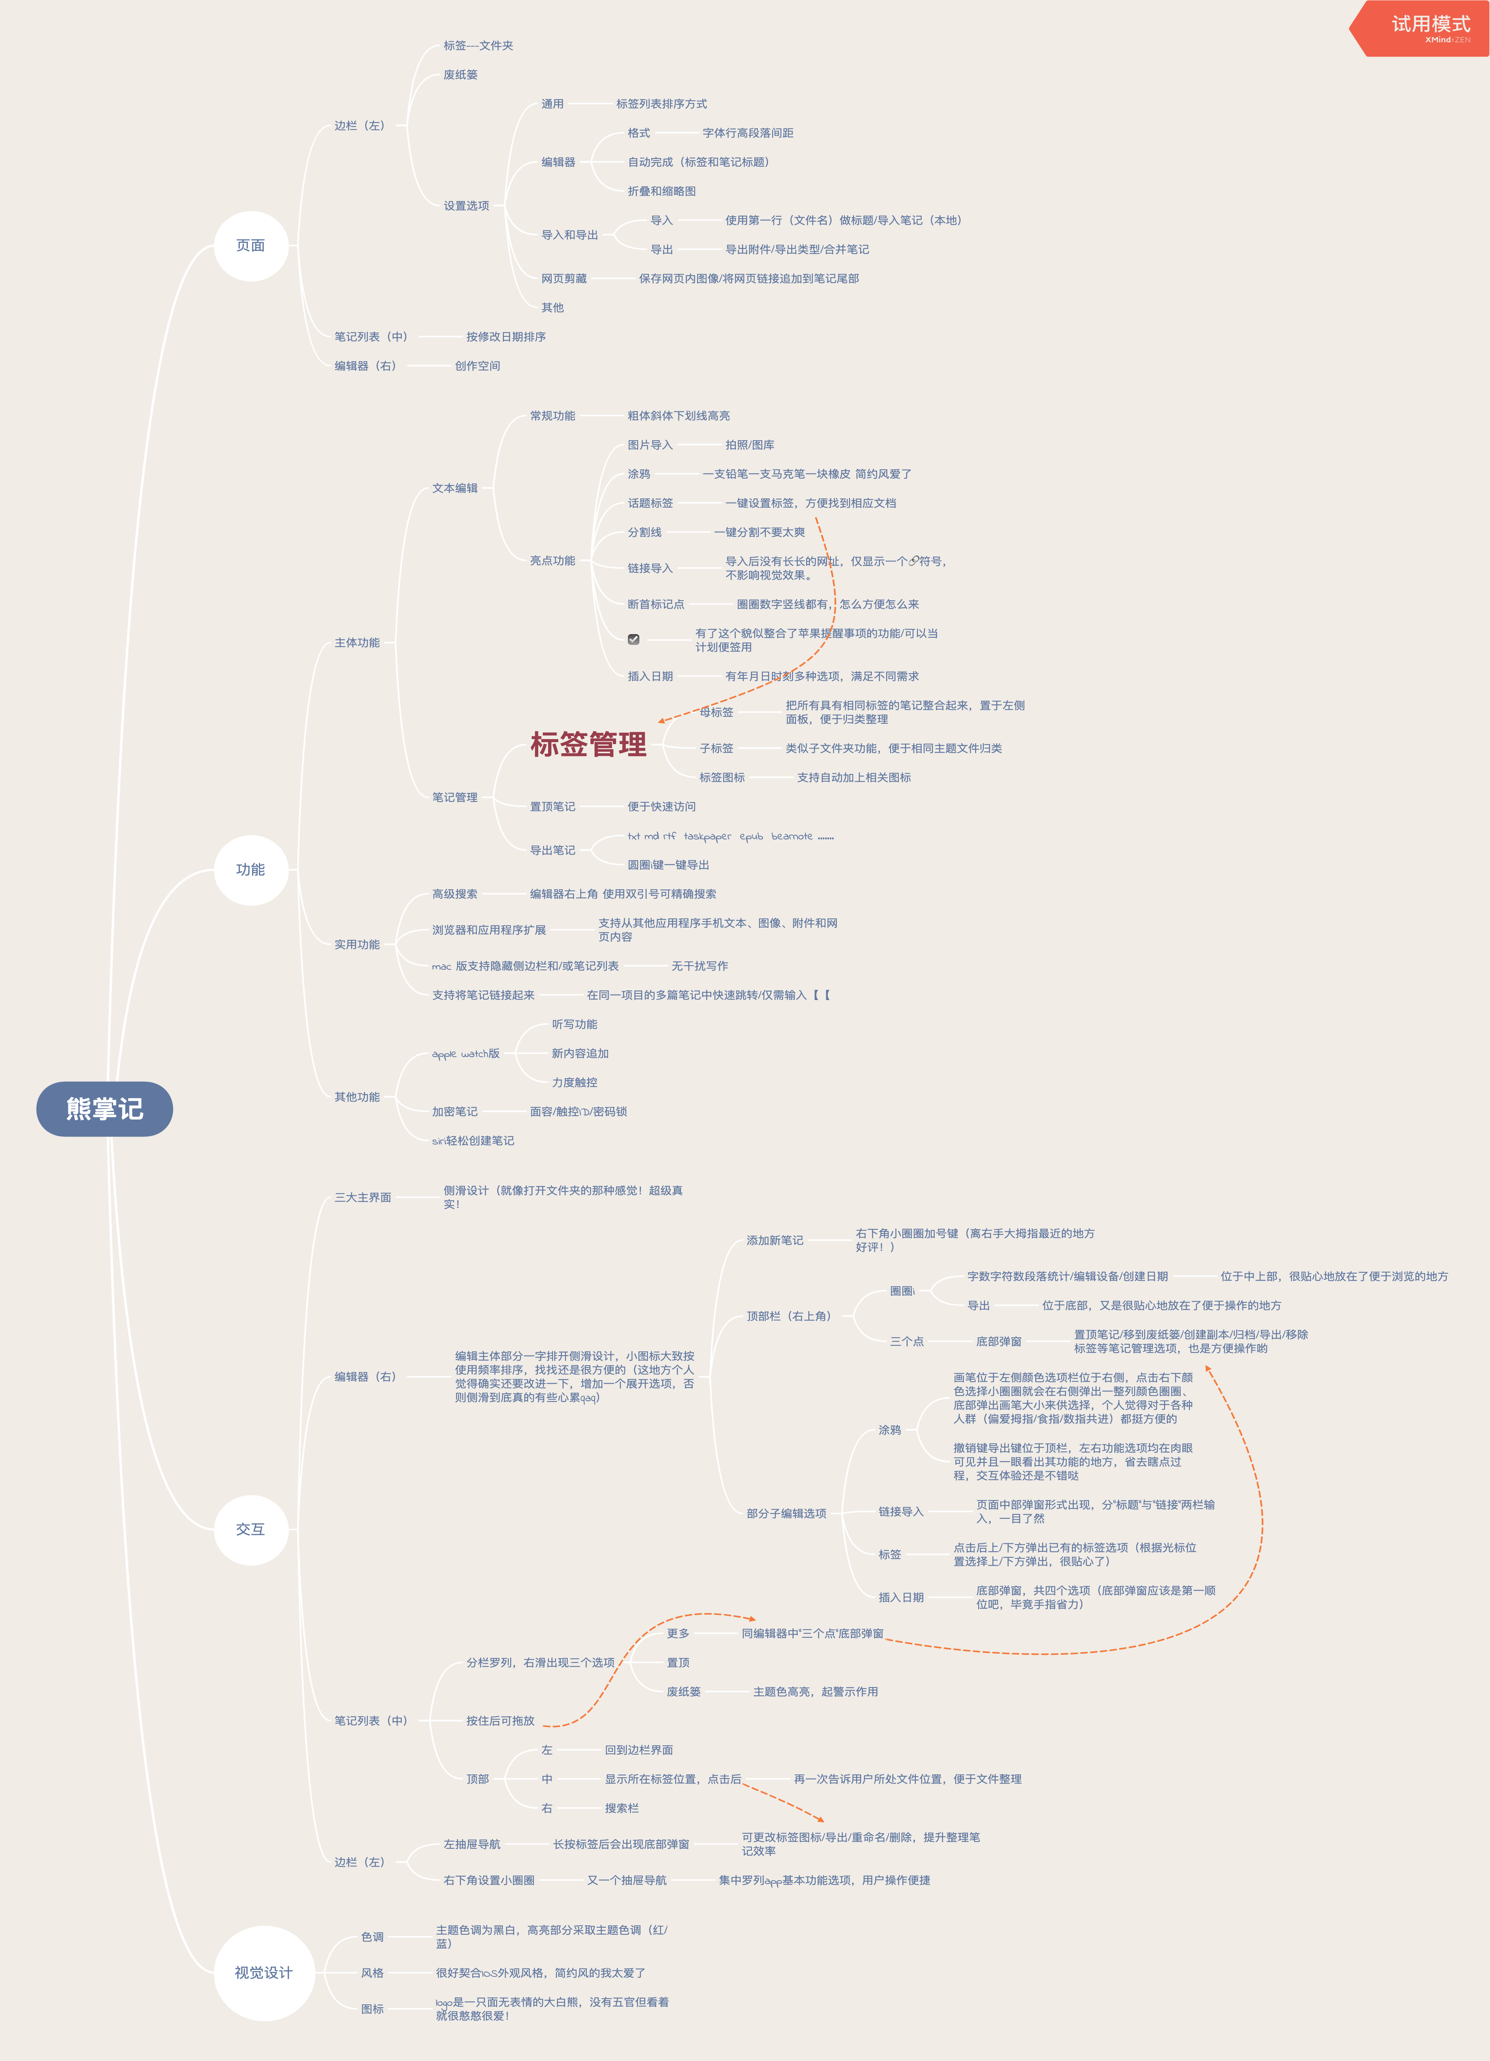 试用模式
XMind:ZEN
熊掌记
页面
边栏（左）
标签---文件夹
废纸篓
设置选项
通用
标签列表排序方式
编辑器
格式
字体行高段落间距
自动完成（标签和笔记标题）
折叠和缩略图
导入和导出
导入
使用第一行（文件名）做标题/导入笔记（本地）
导出
导出附件/导出类型/合并笔记
网页剪藏
保存网页内图像/将网页链接追加到笔记尾部
其他
笔记列表（中）
按修改日期排序
编辑器（右）
创作空间
功能
主体功能
文本编辑
常规功能
粗体斜体下划线高亮
亮点功能
图片导入
拍照/图库
涂鸦
一支铅笔一支马克笔一块橡皮 简约风爱了
话题标签
一键设置标签，方便找到相应文档
分割线
一键分割不要太爽
链接导入
导入后没有长长的网址，仅显示一个🔗符号，
不影响视觉效果。
断首标记点
圈圈数字竖线都有，怎么方便怎么来
☑
有了这个貌似整合了苹果提醒事项的功能/可以当
计划便签用
插入日期
有年月日时刻多种选项，满足不同需求
笔记管理
标签管理
母标签
把所有具有相同标签的笔记整合起来，置于左侧
面板，便于归类整理
子标签
类似子文件夹功能，便于相同主题文件归类
标签图标
支持自动加上相关图标
置顶笔记
便于快速访问
导出笔记
txt md rtf  taskpaper  epub  bearnote .......
圆圈i键一键导出
实用功能
高级搜索
编辑器右上角 使用双引号可精确搜索
浏览器和应用程序扩展
支持从其他应用程序手机文本、图像、附件和网
页内容
mac 版支持隐藏侧边栏和/或笔记列表
无干扰写作
支持将笔记链接起来
在同一项目的多篇笔记中快速跳转/仅需输入【【
其他功能
apple watch版
听写功能
新内容追加
力度触控
加密笔记
面容/触控ID/密码锁
siri轻松创建笔记
交互
三大主界面
侧滑设计（就像打开文件夹的那种感觉！超级真
实！
编辑器（右）
编辑主体部分一字排开侧滑设计，小图标大致按
使用频率排序，找找还是很方便的（这地方个人
觉得确实还要改进一下，增加一个展开选项，否
则侧滑到底真的有些心累qaq）
添加新笔记
右下角小圈圈加号键（离右手大拇指最近的地方
好评！）
顶部栏（右上角）
圈圈i
字数字符数段落统计/编辑设备/创建日期
位于中上部，很贴心地放在了便于浏览的地方
导出
位于底部，又是很贴心地放在了便于操作的地方
三个点
底部弹窗
置顶笔记/移到废纸篓/创建副本/归档/导出/移除
标签等笔记管理选项，也是方便操作哟
部分子编辑选项
涂鸦
画笔位于左侧颜色选项栏位于右侧，点击右下颜
色选择小圈圈就会在右侧弹出一整列颜色圈圈、
底部弹出画笔大小来供选择，个人觉得对于各种
人群（偏爱拇指/食指/数指共进）都挺方便的
撤销键导出键位于顶栏，左右功能选项均在肉眼
可见并且一眼看出其功能的地方，省去瞎点过
程，交互体验还是不错哒
链接导入
页面中部弹窗形式出现，分"标题"与"链接"两栏输
入，一目了然
标签
点击后上/下方弹出已有的标签选项（根据光标位
置选择上/下方弹出，很贴心了）
插入日期
底部弹窗，共四个选项（底部弹窗应该是第一顺
位吧，毕竟手指省力）
笔记列表（中）
分栏罗列，右滑出现三个选项
更多
同编辑器中"三个点"底部弹窗
置顶
废纸篓
主题色高亮，起警示作用
按住后可拖放
顶部
左
回到边栏界面
中
显示所在标签位置，点击后
再一次告诉用户所处文件位置，便于文件整理
右
搜索栏
边栏（左）
左抽屉导航
长按标签后会出现底部弹窗
可更改标签图标/导出/重命名/删除，提升整理笔
记效率
右下角设置小圈圈
又一个抽屉导航
集中罗列app基本功能选项，用户操作便捷
视觉设计
色调
主题色调为黑白，高亮部分采取主题色调（红/
蓝）
风格
很好契合IOS外观风格，简约风的我太爱了
图标
logo是一只面无表情的大白熊，没有五官但看着
就很憨憨很爱！